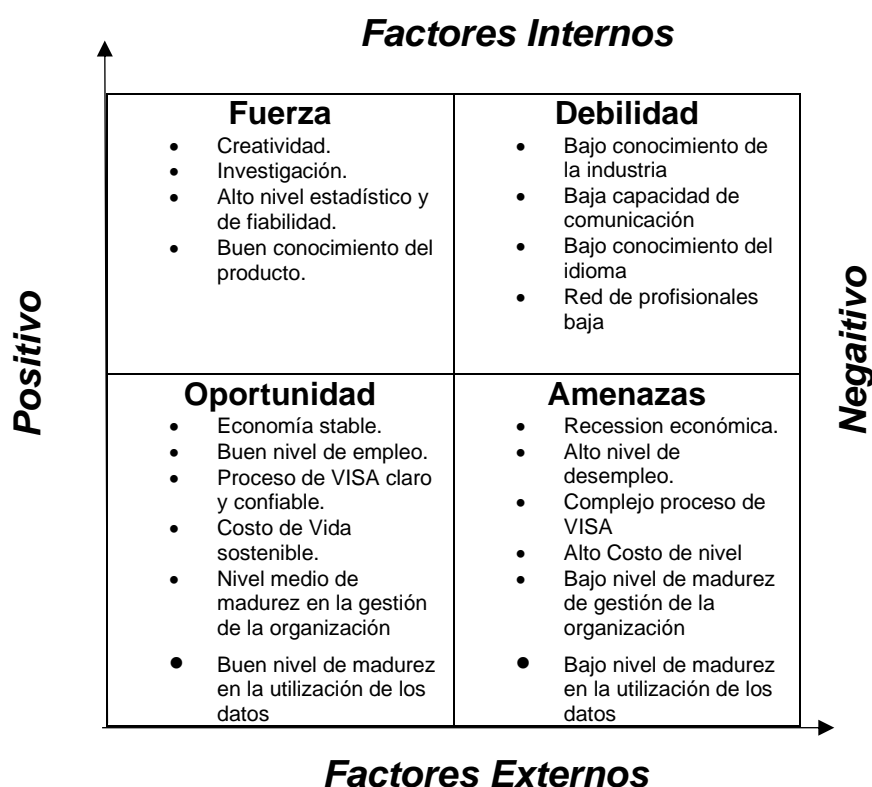 Factores Internos
Fuerza
• Creatividad.
• Investigación.
• Alto nivel estadístico y
de fiabilidad.
• Buen conocimiento del
producto.
Debilidad
• Bajo conocimiento de
la industria
• Baja capacidad de
comunicación
• Bajo conocimiento del
idioma
• Red de profisionales
baja
Positivo
Negaitivo
Oportunidad
• Economía stable.
• Buen nivel de empleo.
• Proceso de VISA claro
y confiable.
• Costo de Vida
sostenible.
• Nivel medio de
madurez en la gestión
de la organización
• Buen nivel de madurez
en la utilización de los
datos
Amenazas
• Recession económica.
• Alto nivel de
desempleo.
• Complejo proceso de
VISA
• Alto Costo de nivel
• Bajo nivel de madurez
de gestión de la
organización
• Bajo nivel de madurez
en la utilización de los
datos
Factores Externos